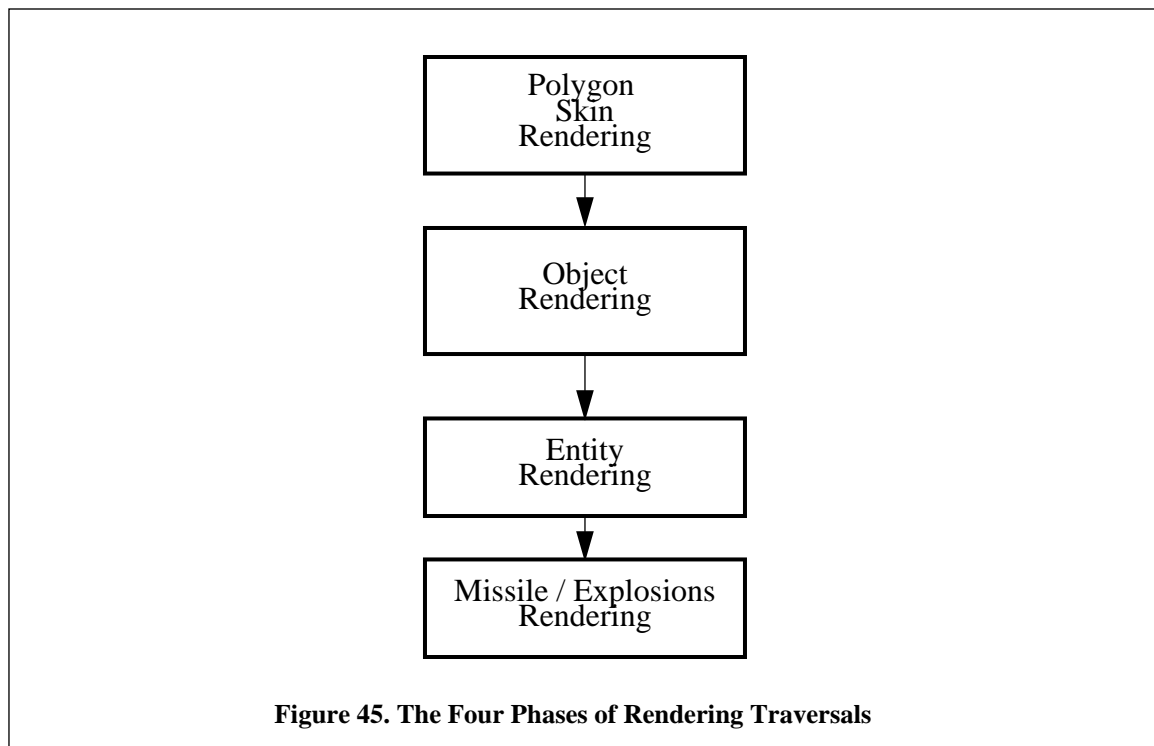 Polygon
Skin
Rendering
Object
Rendering
Entity
Rendering
Missile / Explosions
Rendering
Figure 45. The Four Phases of Rendering Traversals